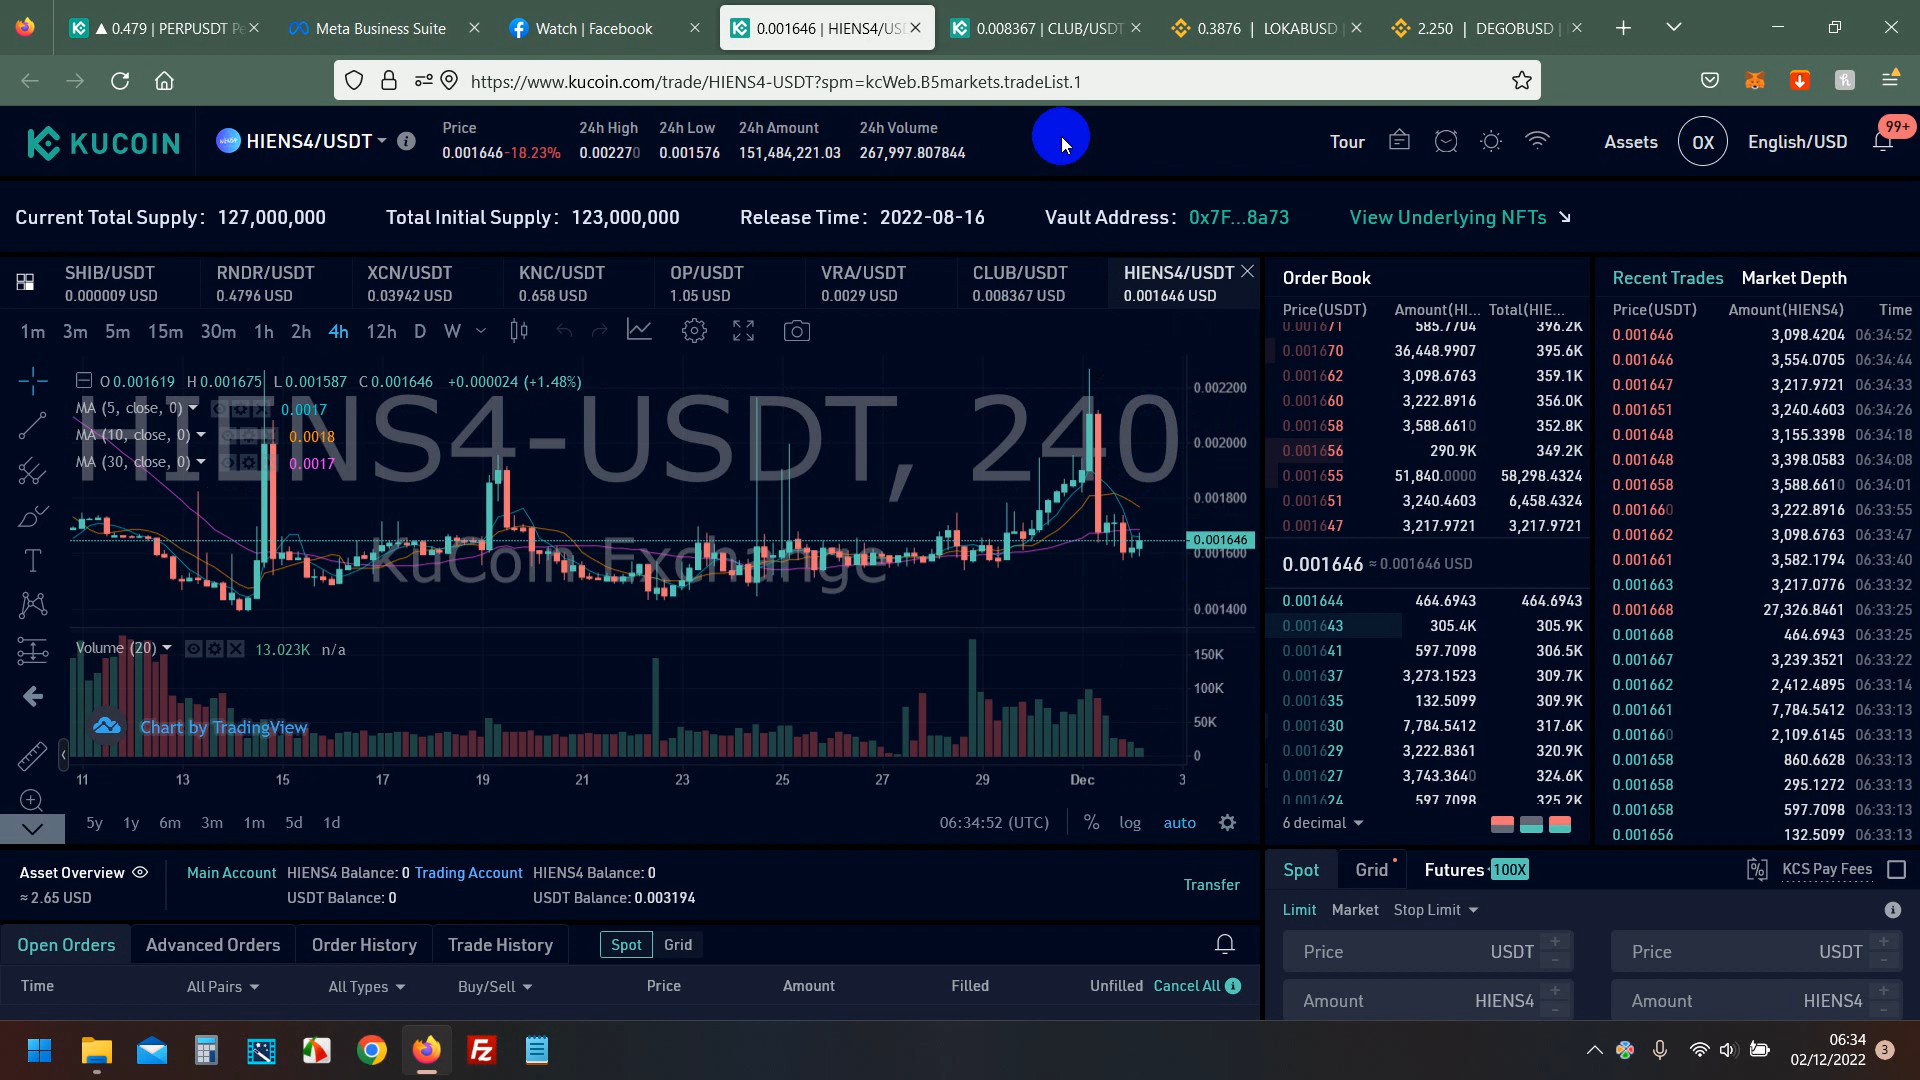 ▲ 0.479 | PERPUSDT Pe
Meta Business Suite
Watch | Facebook
0.001646 | HIENS4/USD
0.008367 | CLUB/USDT
0.3876 | LOKABUSD |
2.250 | DEGOBUSD |
https://www.kucoin.com/trade/HIENS4-USDT?spm=kcWeb.B5markets.tradeList.1
KUCOIN
HIENS4/USDT
Price 24h High 24h Low 24h Amount 24h Volume
0.001646 -18.23% 0.002270 0.001576 151,484,221.03 267,997.807844
Tour
Assets
OX
English/USD
99+
Current Total Supply: 127,000,000 Total Initial Supply: 123,000,000 Release Time: 2022-08-16 Vault Address: 0x7F...8a73 View Underlying NFTs
SHIB/USDT RNDR/USDT XCN/USDT KNC/USDT OP/USDT VRA/USDT CLUB/USDT HIENS4/USDT
0.000009 USD 0.4796 USD 0.03942 USD 0.658 USD 1.05 USD 0.0029 USD 0.008367 USD 0.001646 USD
1m 3m 5m 15m 30m 1h 2h 4h 12h D W
O 0.001619 H 0.001675 L 0.001587 C 0.001646 +0.000024 (+1.48%)
MA (5, close, 0) 0.0017
MA (10, close, 0) 0.0018
MA (30, close, 0) 0.0017
HIENS4-USDT, 240
KuCoin Exchange
0.002200
0.002000
0.001800
0.001646
0.001600
0.001400
Volume (20) 13.023K n/a
150K
100K
50K
0
Chart by TradingView
11 13 15 17 19 21 23 25 27 29 Dec 3
5y 1y 6m 3m 1m 5d 1d
06:34:52 (UTC) % log auto
Order Book
Price(USDT) Amount(HI... Total(HIE...
0.001671 585.7704 396.2K
0.001670 36,448.9907 395.6K
0.001662 3,098.6763 359.1K
0.001660 3,222.8916 356.0K
0.001658 3,588.6610 352.8K
0.001656 290.9K 349.2K
0.001655 51,840.0000 58,298.4324
0.001651 3,240.4603 6,458.4324
0.001647 3,217.9721 3,217.9721
0.001646 ≈ 0.001646 USD
0.001644 464.6943 464.6943
0.001643 305.4K 305.9K
0.001641 597.7098 306.5K
0.001637 3,273.1523 309.7K
0.001635 132.5099 309.9K
0.001630 7,784.5412 317.6K
0.001629 3,222.8361 320.9K
0.001627 3,743.3640 324.6K
0.001624 597.7098 325.2K
6 decimal
Recent Trades Market Depth
Price(USDT) Amount(HIENS4) Time
0.001646 3,098.4204 06:34:52
0.001646 3,554.0705 06:34:44
0.001647 3,217.9721 06:34:33
0.001651 3,240.4603 06:34:26
0.001648 3,155.3398 06:34:18
0.001648 3,398.0583 06:34:08
0.001658 3,588.6610 06:34:01
0.001660 3,222.8916 06:33:55
0.001662 3,098.6763 06:33:47
0.001661 3,582.1794 06:33:40
0.001663 3,217.0776 06:33:32
0.001668 27,326.8461 06:33:25
0.001668 464.6943 06:33:25
0.001667 3,239.3521 06:33:22
0.001662 2,412.4895 06:33:14
0.001661 7,784.5412 06:33:13
0.001660 2,109.6145 06:33:13
0.001658 860.6628 06:33:13
0.001658 295.1272 06:33:13
0.001658 597.7098 06:33:13
0.001656 132.5099 06:33:13
Asset Overview Main Account HIENS4 Balance: 0 Trading Account HIENS4 Balance: 0
≈ 2.65 USD USDT Balance: 0 USDT Balance: 0.003194
Transfer
Open Orders Advanced Orders Order History Trade History Spot Grid
Time All Pairs All Types Buy/Sell Price Amount Filled Unfilled Cancel All
Spot Grid Futures 100X KCS Pay Fees
Limit Market Stop Limit
Price USDT Price USDT
Amount HIENS4 Amount HIENS4
06:34
02/12/2022
3